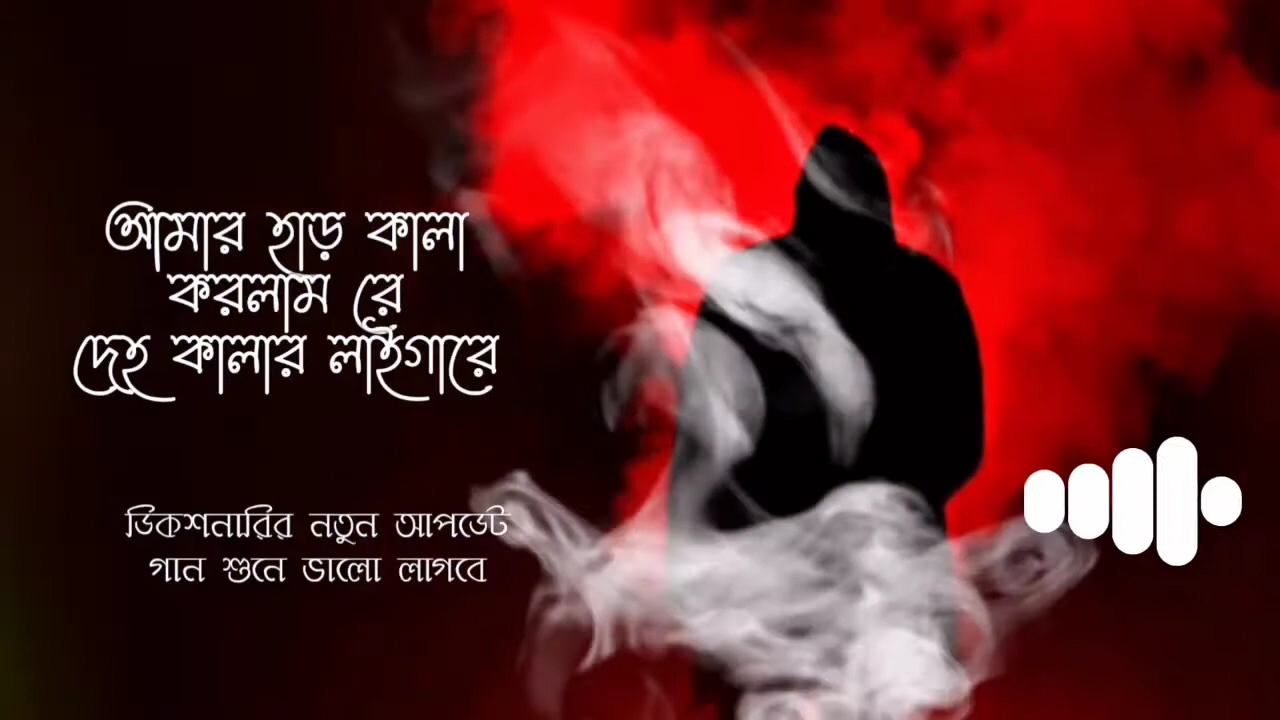 আমার হাড় কালা
করলাম রে
দেহ কালার লাইগারে
ডিকশনারির নতুন আপডেট
গান শুনে ভালো লাগবে